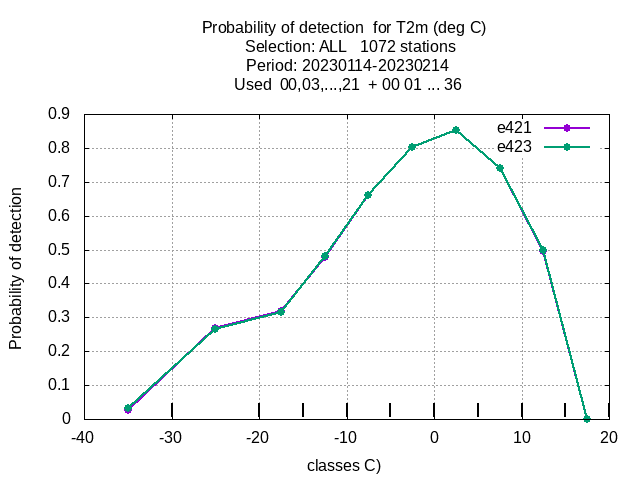 Probability of detection  for T2m (deg C)
Selection: ALL   1072 stations
Period: 20230114-20230214
Used  00,03,...,21  + 00 01 ... 36
e421
e423
Probability of detection
0.9
0.8
0.7
0.6
0.5
0.4
0.3
0.2
0.1
0
-40 -30 -20 -10 0 10 20
classes C)